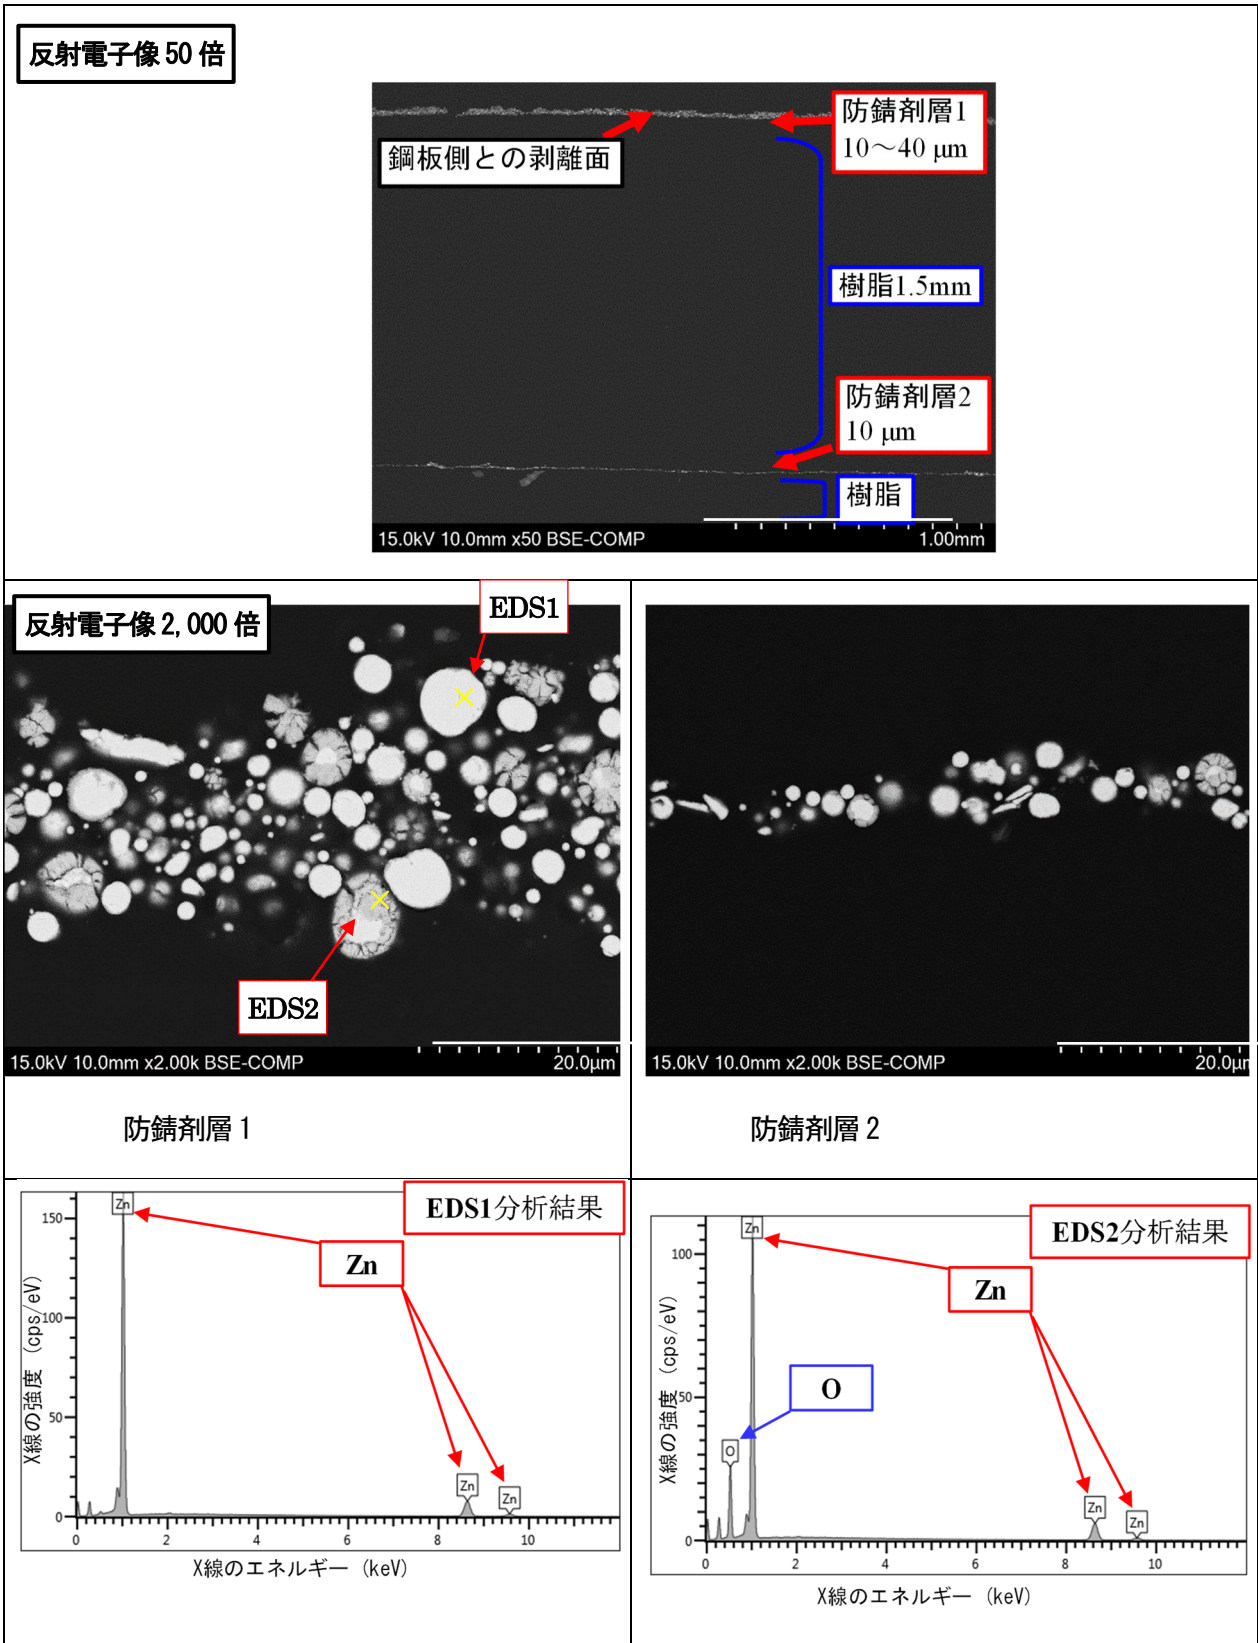 反射電子像50倍
鋼板側との剥離面
防錆剤層1
10～40 μm
樹脂1.5mm
防錆剤層2
10 μm
樹脂
15.0kV 10.0mm x50 BSE-COMP
1.00mm
反射電子像2,000倍
EDS1
EDS2
15.0kV 10.0mm x2.00k BSE-COMP
20.0μm
15.0kV 10.0mm x2.00k BSE-COMP
20.0μm
防錆剤層1
防錆剤層2
EDS1分析結果
Zn
Zn
Zn
Zn
150
100
50
0
0 2 4 6 8 10
X線の強度 (cps/eV)
X線のエネルギー (keV)
EDS2分析結果
Zn
Zn
O
O
Zn
Zn
100
50
0
0 2 4 6 8 10
X線の強度 (cps/eV)
X線のエネルギー (keV)